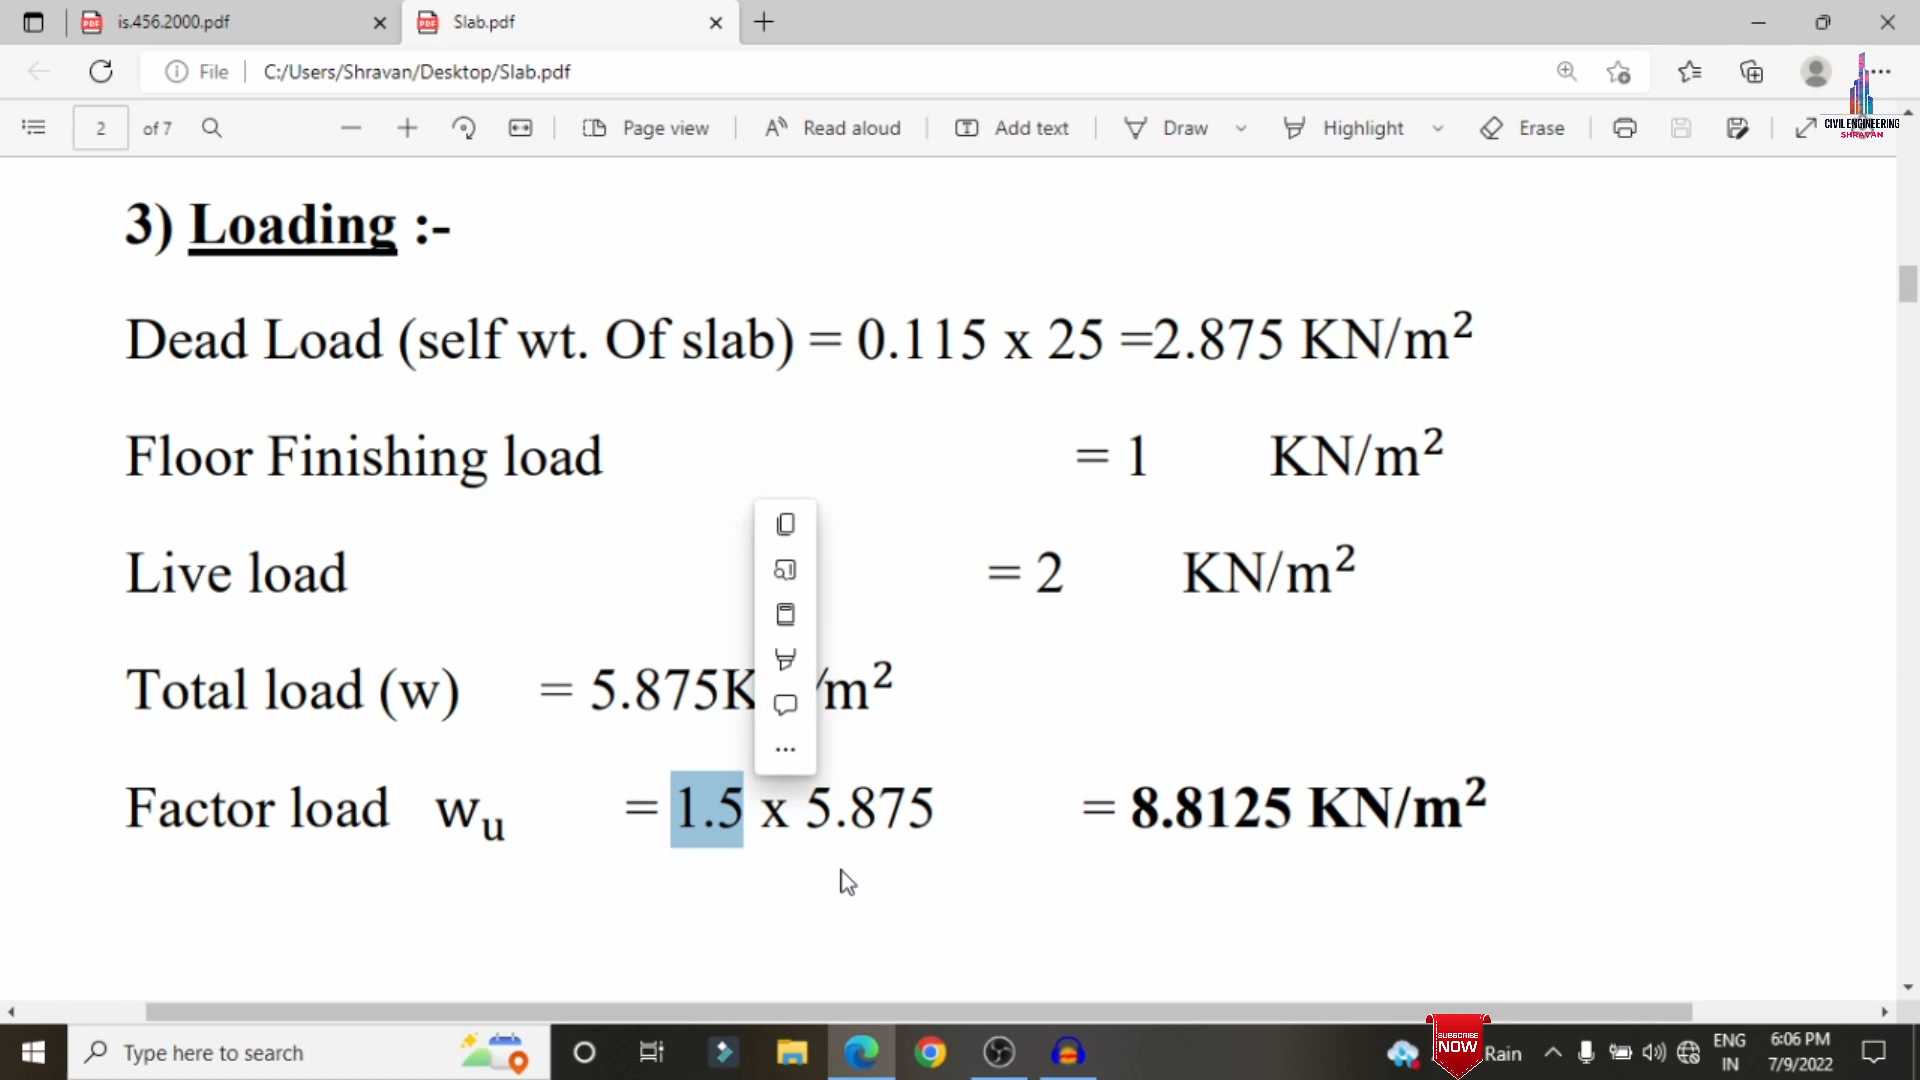 is.456.2000.pdf
Slab.pdf
File
C:/Users/Shravan/Desktop/Slab.pdf
2 of 7
Page view
Read aloud
Add text
Draw
Highlight
Erase
CIVIL ENGINEERING
SHRAVAN
3) Loading :-
Dead Load (self wt. Of slab) = 0.115 x 25 =2.875 KN/m²
Floor Finishing load = 1 KN/m²
Live load = 2 KN/m²
Total load (w) = 5.875K /m²
Factor load wᵤ = 1.5 x 5.875 = 8.8125 KN/m²
Type here to search
SUBSCRIBE
NOW
Rain
ENG
IN
6:06 PM
7/9/2022